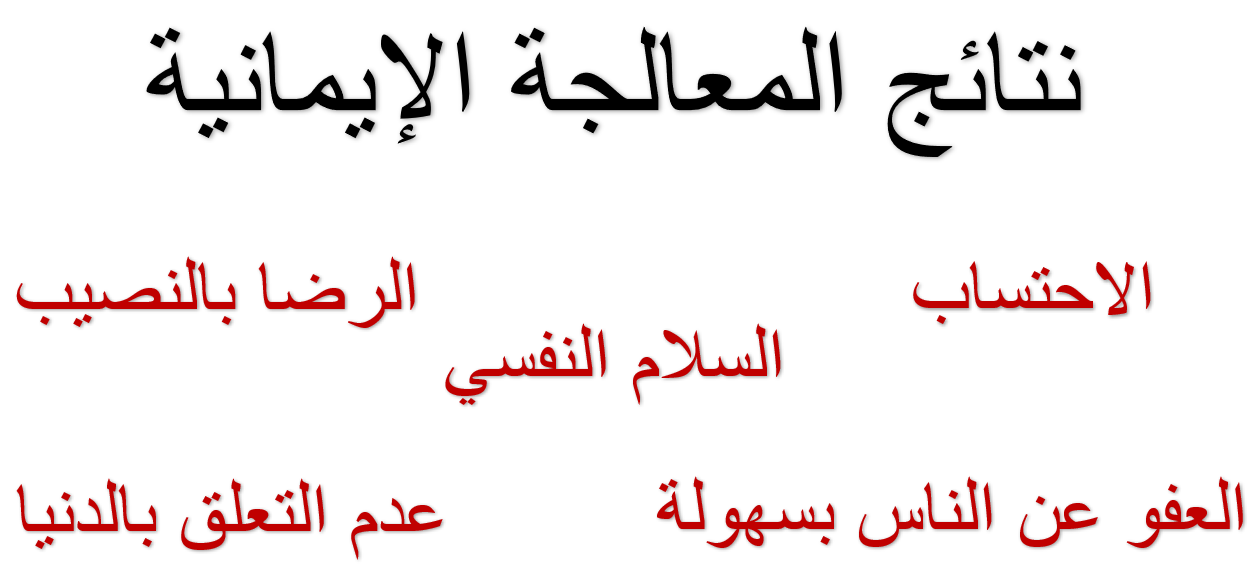 نتائج المعالجة الإيمانية
الاحتساب
الرضا بالنصيب
السلام النفسي
العفو عن الناس بسهولة
عدم التعلق بالدنيا